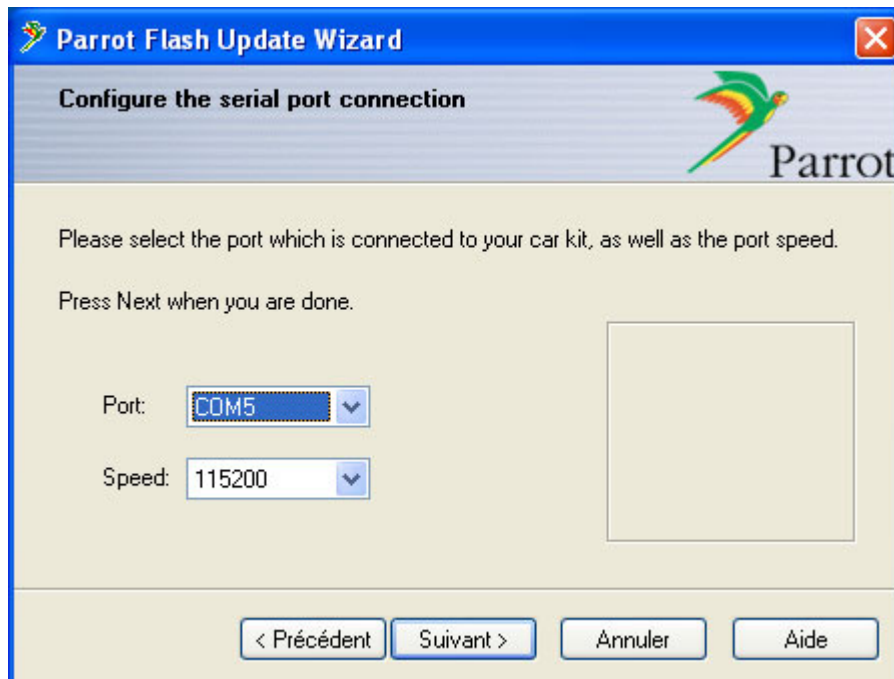 Parrot Flash Update Wizard
Configure the serial port connection
Parrot
Please select the port which is connected to your car kit, as well as the port speed.
Press Next when you are done.
Port: COM5
Speed: 115200
< Précédent Suivant > Annuler Aide